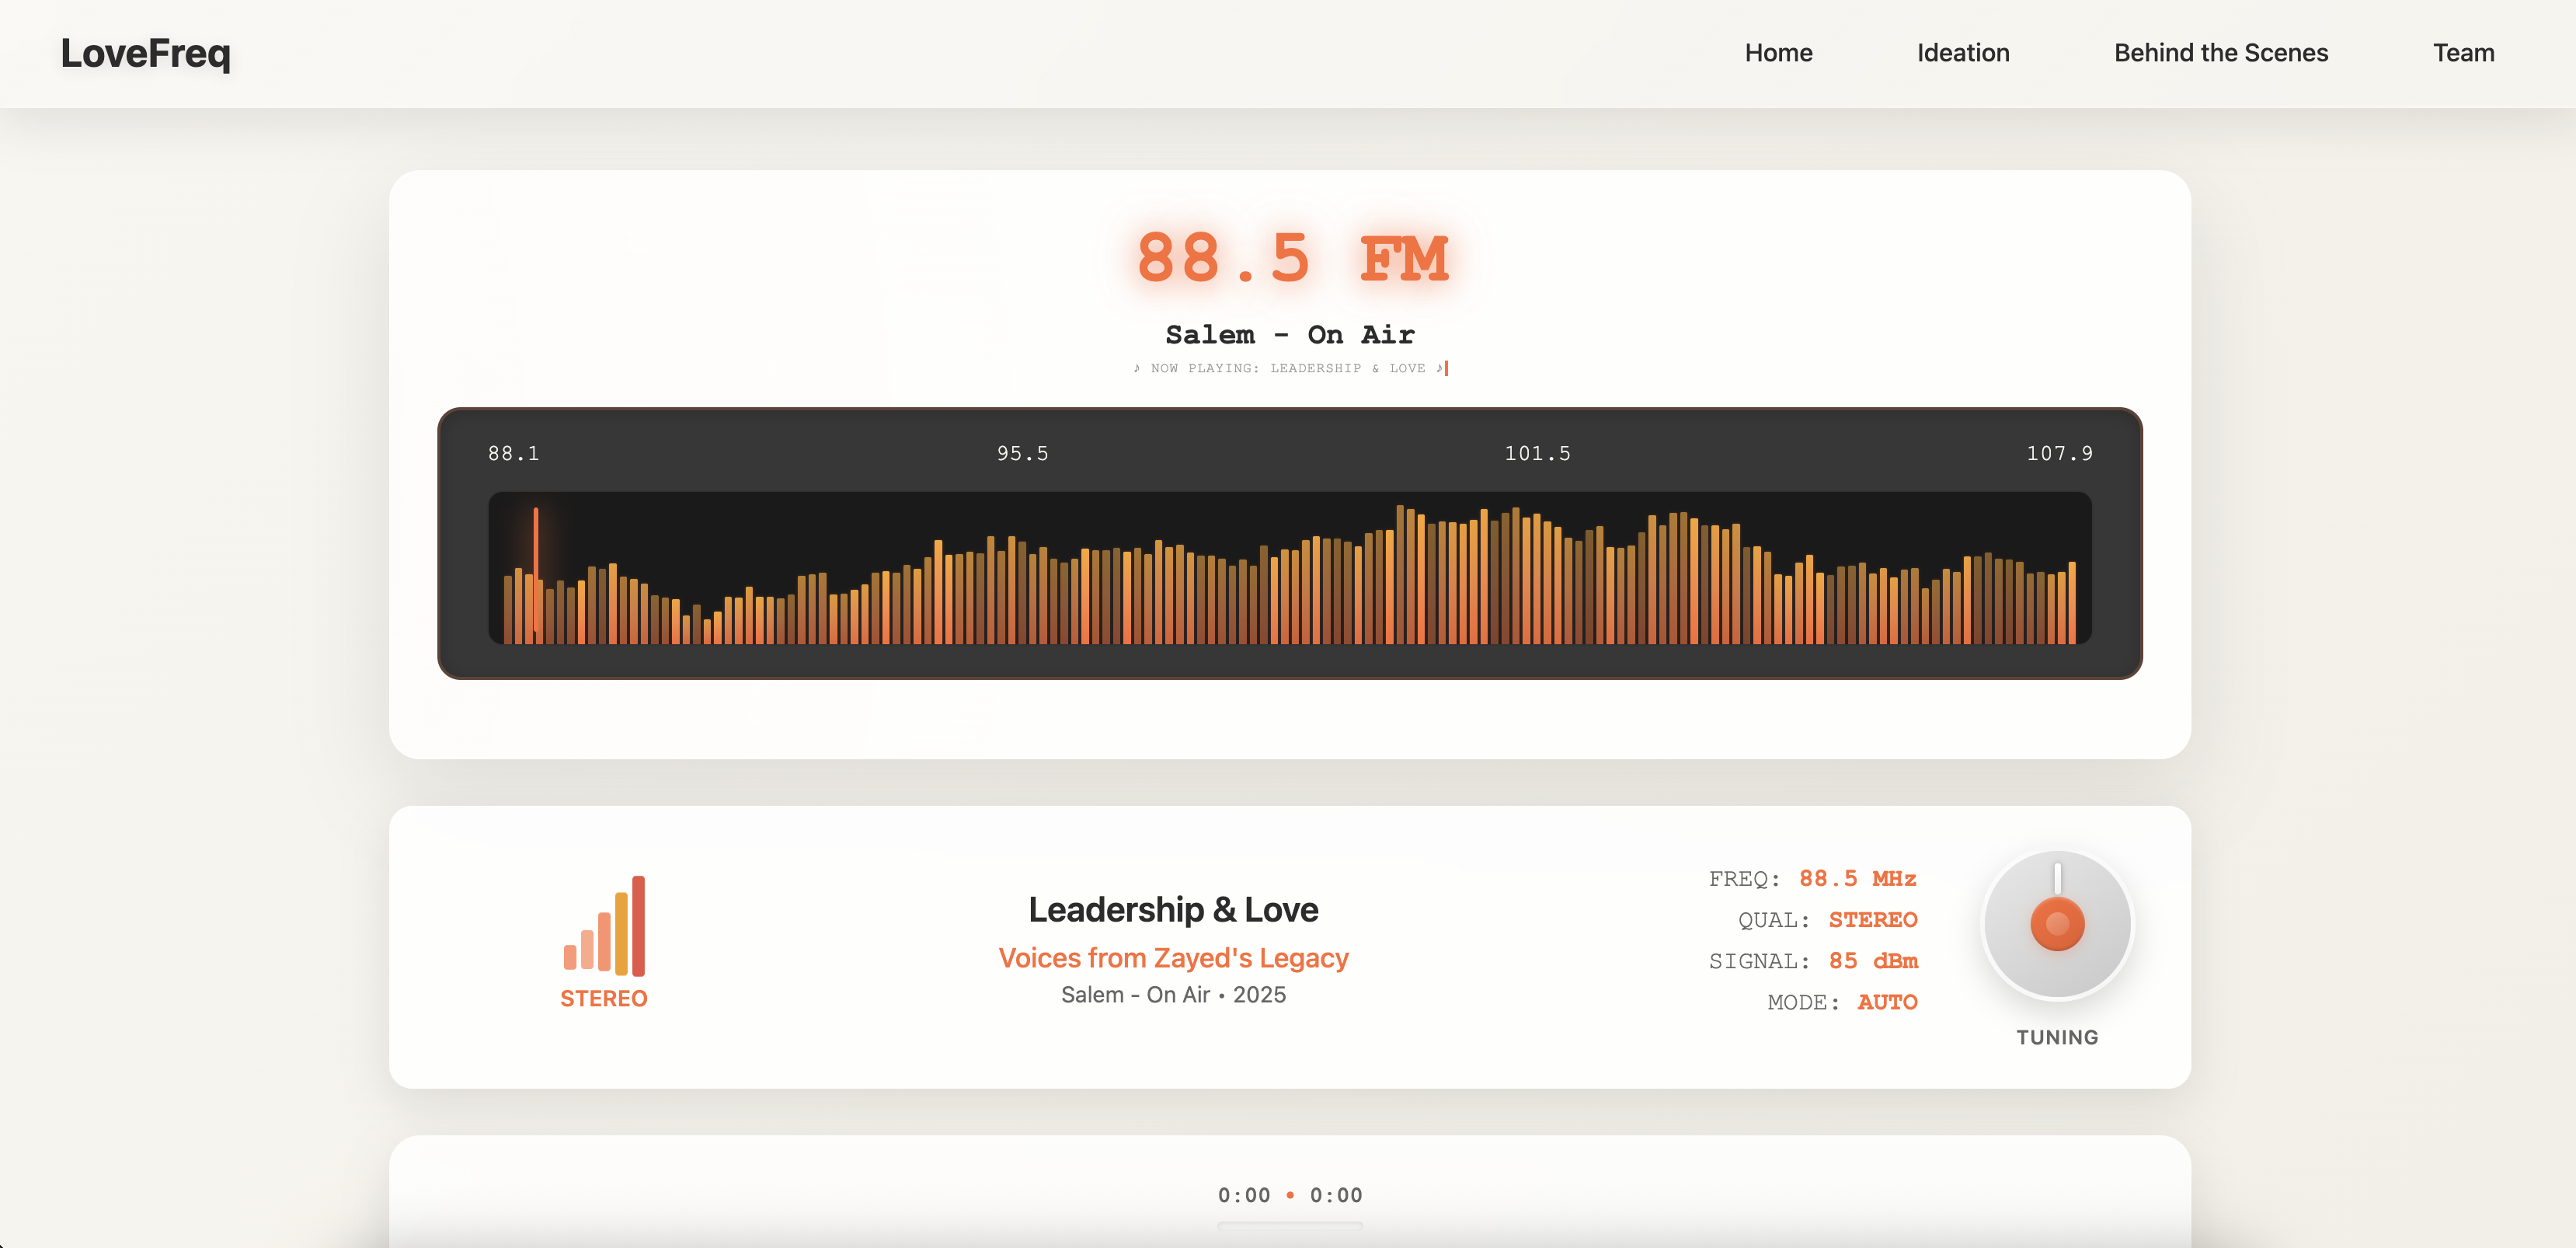 LoveFreq
Home Ideation Behind the Scenes Team
88.5 FM
Salem - On Air
♪ NOW PLAYING: LEADERSHIP & LOVE ♪
88.1 95.5 101.5 107.9
STEREO
Leadership & Love
Voices from Zayed's Legacy
Salem - On Air • 2025
FREQ: 88.5 MHz
QUAL: STEREO
SIGNAL: 85 dBm
MODE: AUTO
TUNING
0:00 • 0:00